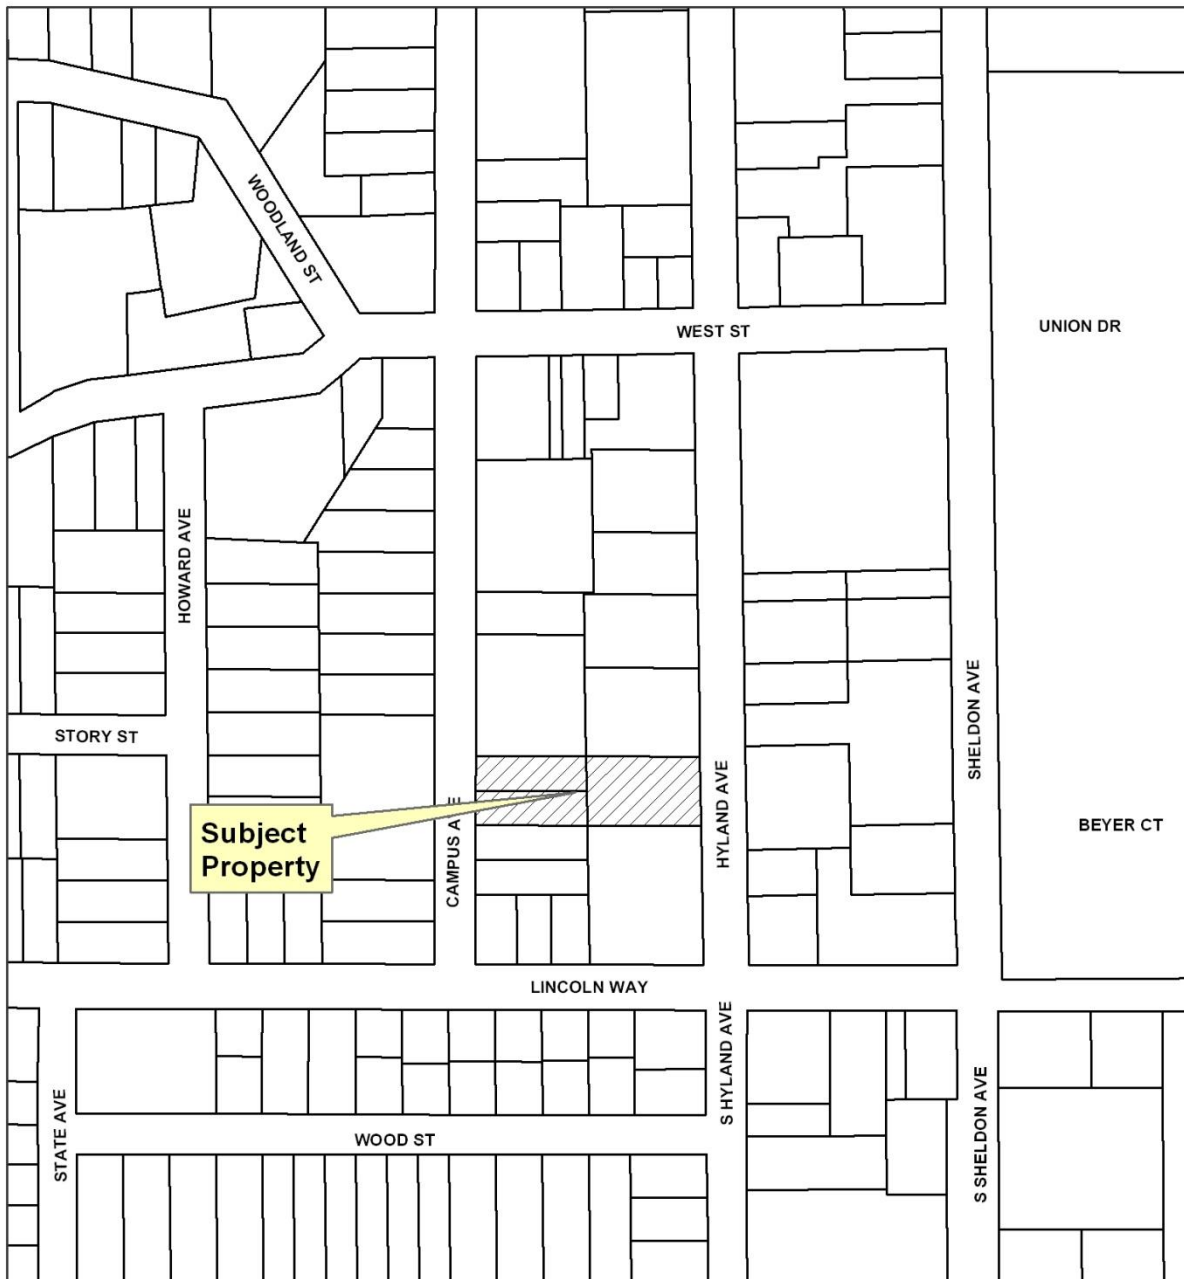 WOODLAND ST
WEST ST
UNION DR
HOWARD AVE
STORY ST
SHELDON AVE
Subject
Property
CAMPUS A E
HYLAND AVE
BEYER CT
LINCOLN WAY
S HYLAND AVE
STATE AVE
WOOD ST
S SHELDON AVE